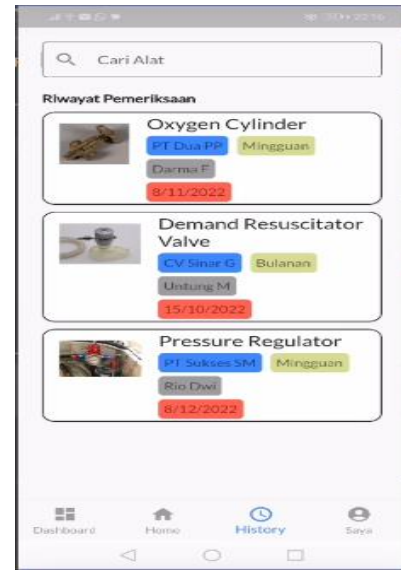 22:16
Cari Alat
Riwayat Pemeriksaan
Oxygen Cylinder
PT Dua PP Mingguan
Darma F
8/11/2022
Demand Resuscitator
Valve
CV Sinar G Bulanan
Untung M
15/10/2022
Pressure Regulator
PT Sukses SM Mingguan
Rio Dwi
8/12/2022
Dashboard Home History Saya